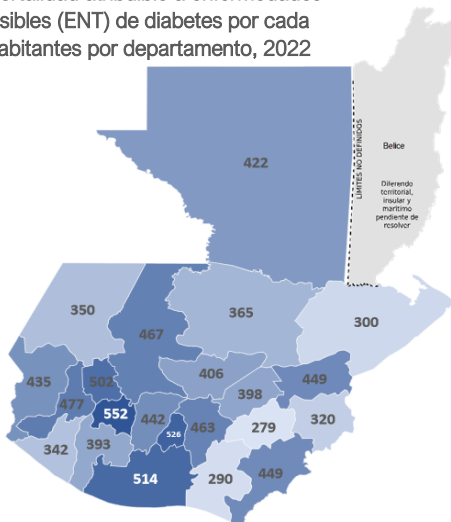 sibles (ENT) de diabetes por cada
abitantes por departamento, 2022
LÍMITES NO DEFINIDOS
Belice
Diferendo
territorial,
insular y
marítimo
pendiente de
resolver
422
350
467
365
300
435
502
406
449
477
552
442
526
463
398
279
320
342
393
514
290
449